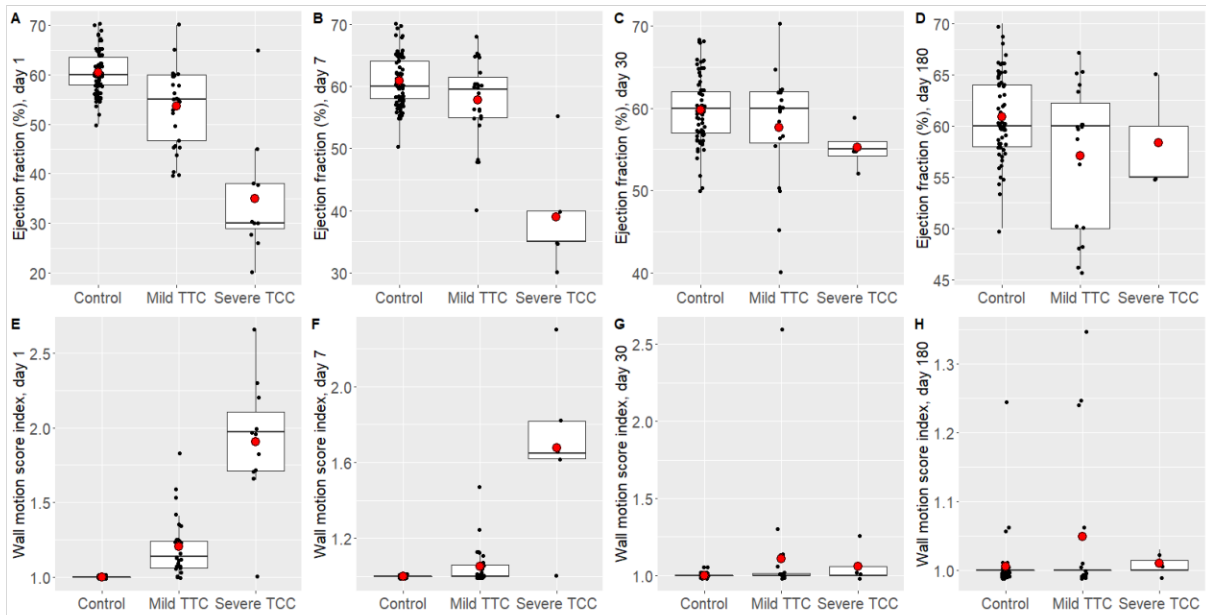 A
Ejection fraction (%), day 1
70
60
50
40
30
20
Control Mild TTC Severe TCC
B
Ejection fraction (%), day 7
70
60
50
40
30
Control Mild TTC Severe TCC
C
Ejection fraction (%), day 30
70
60
50
40
Control Mild TTC Severe TCC
D
Ejection fraction (%), day 180
70
65
60
55
50
45
Control Mild TTC Severe TCC
E
Wall motion score index, day 1
2.5
2.0
1.5
1.0
Control Mild TTC Severe TCC
F
Wall motion score index, day 7
2.0
1.6
1.2
Control Mild TTC Severe TCC
G
Wall motion score index, day 30
2.5
2.0
1.5
1.0
Control Mild TTC Severe TCC
H
Wall motion score index, day 180
1.3
1.2
1.1
1.0
Control Mild TTC Severe TCC